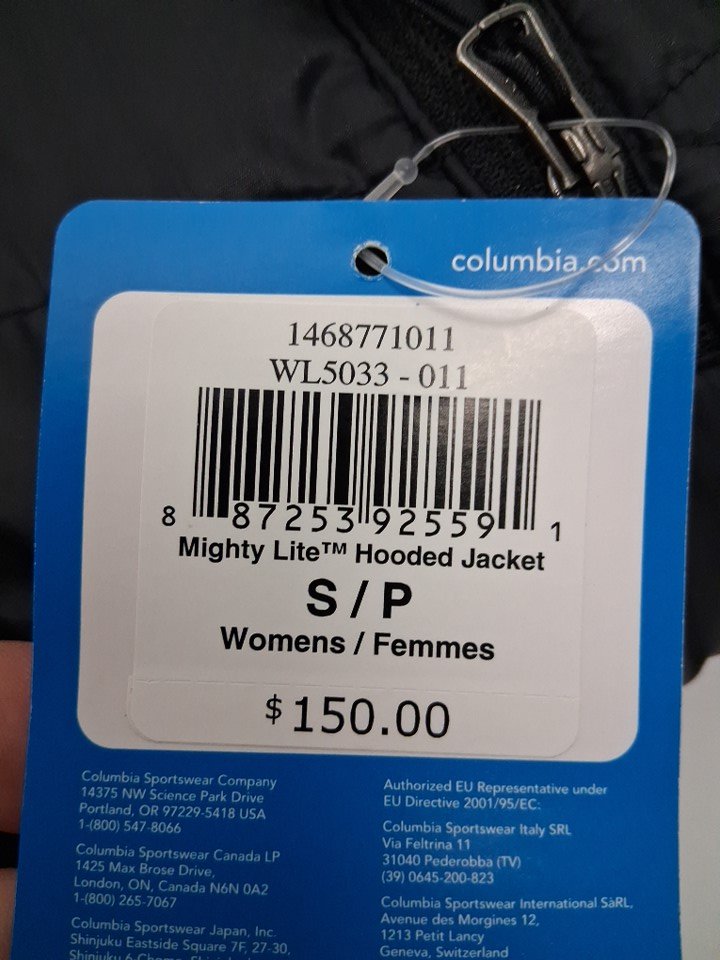 columbia.com
1468771011
WL5033 - 011
8 87253 92559 1
Mighty Lite™ Hooded Jacket
S / P
Womens / Femmes
$150.00
Columbia Sportswear Company
14375 NW Science Park Drive
Portland, OR 97229-5418 USA
1-(800) 547-8066
Columbia Sportswear Canada LP
1425 Max Brose Drive,
London, ON, Canada N6N 0A2
1-(800) 265-7067
Columbia Sportswear Japan, Inc.
Shinjuku Eastside Square 7F, 27-30,
Shinjuku 6-Chome,
Authorized EU Representative under
EU Directive 2001/95/EC:
Columbia Sportswear Italy SRL
Via Feltrina 11
31040 Pederobba (TV)
(39) 0645-200-823
Columbia Sportswear International SàRL,
Avenue des Morgines 12,
1213 Petit Lancy
Geneva, Switzerland